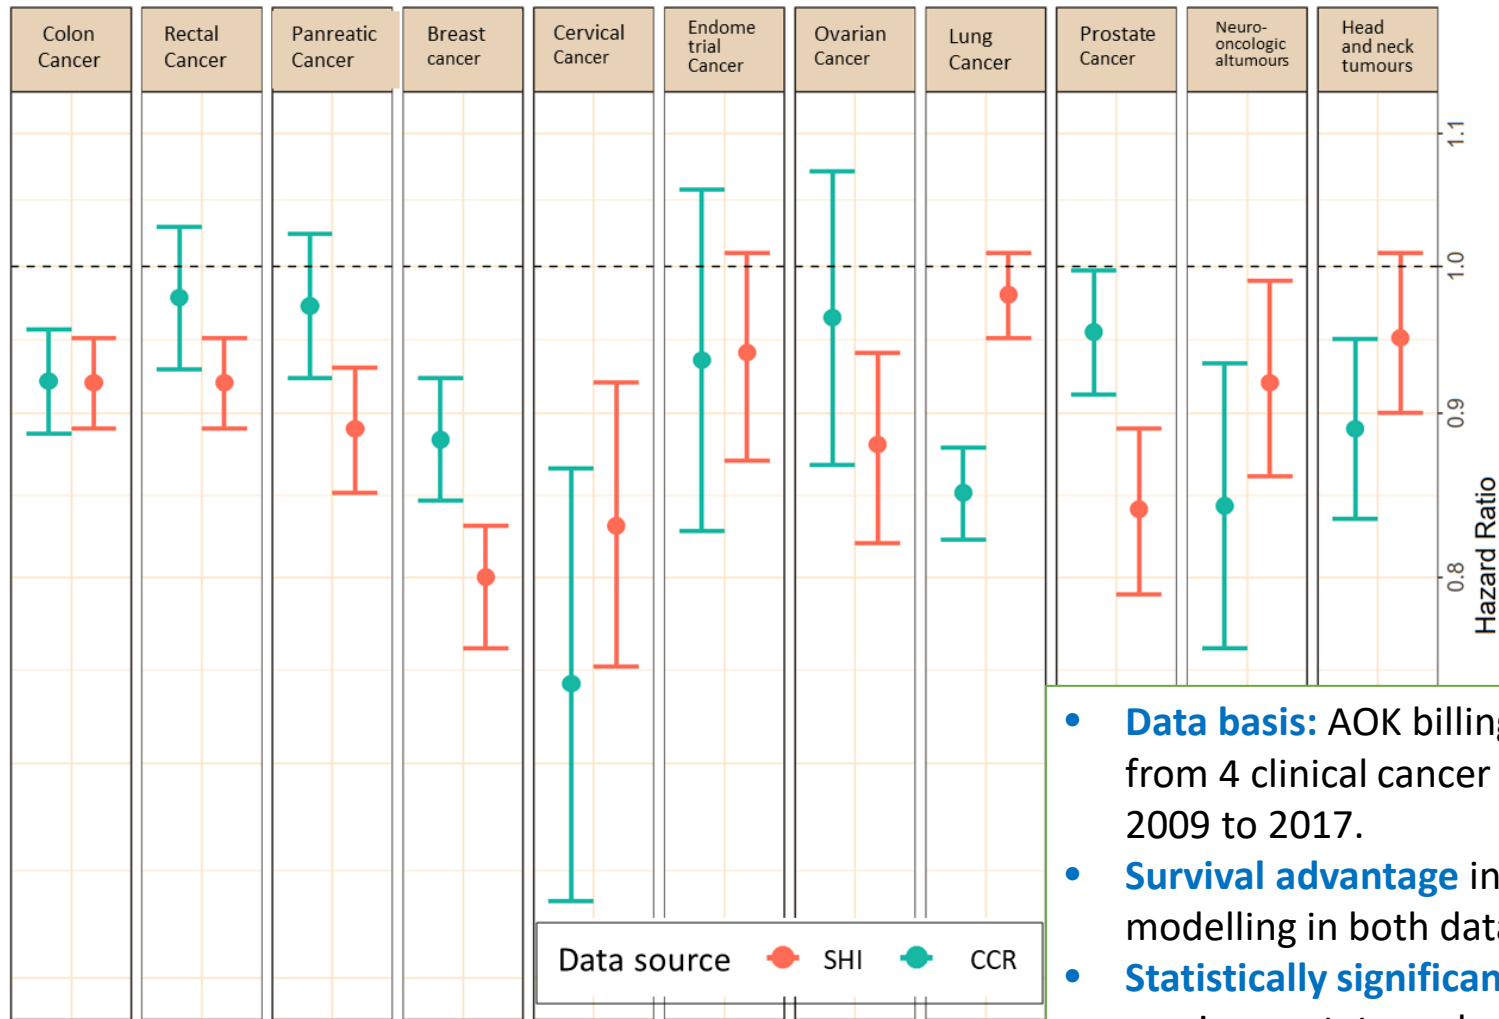 Colon
Cancer
Rectal
Cancer
Panreatic
Cancer
Breast
cancer
Cervical
Cancer
Endome
trial
Cancer
Ovarian
Cancer
Lung
Cancer
Prostate
Cancer
Neuro-
oncologic
altumours
Head
and neck
tumours
1.1
1.0
0.9
0.8
Hazard Ratio
Data source SHI CCR
• Data basis: AOK billing
from 4 clinical cancer
2009 to 2017.
• Survival advantage in
modelling in both data
• Statistically significan